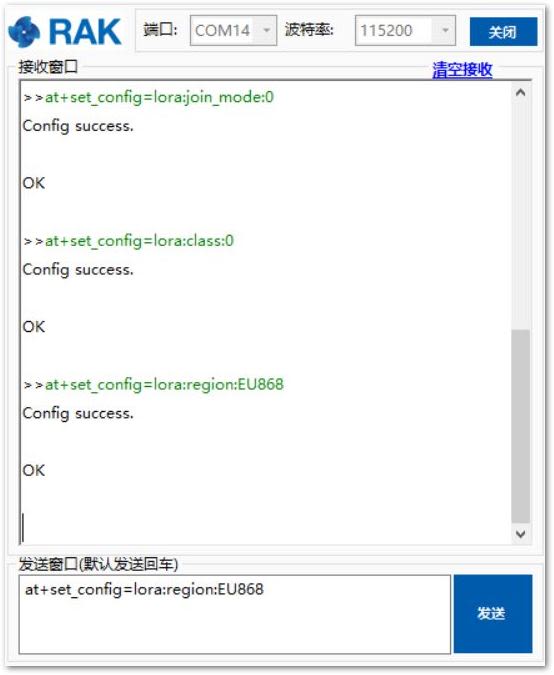 RAK 端口: COM14 波特率: 115200 关闭
接收窗口 清空接收
>>at+set_config=lora:join_mode:0
Config success.
OK
>>at+set_config=lora:class:0
Config success.
OK
>>at+set_config=lora:region:EU868
Config success.
OK
发送窗口(默认发送回车)
at+set_config=lora:region:EU868
发送